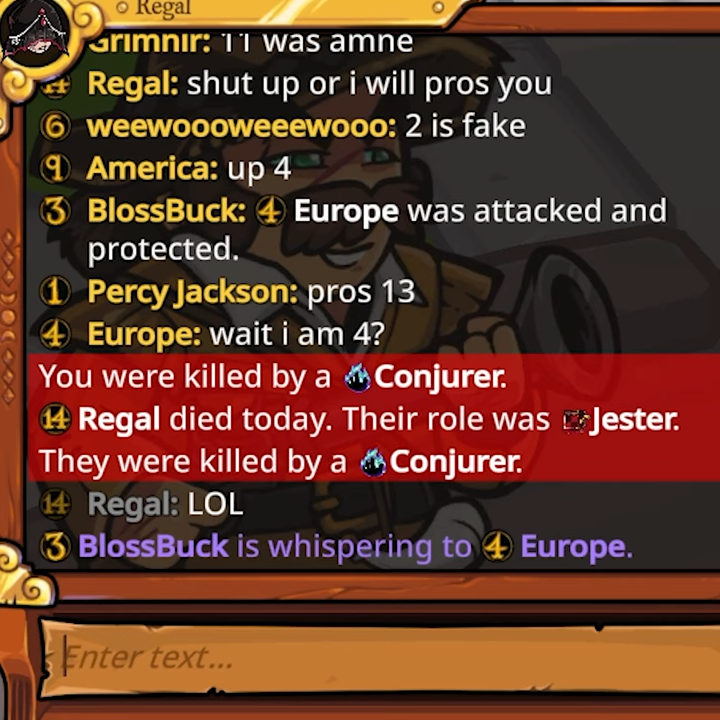 Regal
Grimnir: 11 was amne
14 Regal: shut up or i will pros you
6 weewoooweeewooo: 2 is fake
9 America: up 4
3 BlossBuck: 4 Europe was attacked and
protected.
1 Percy Jackson: pros 13
4 Europe: wait i am 4?
You were killed by a Conjurer.
14 Regal died today. Their role was Jester.
They were killed by a Conjurer.
14 Regal: LOL
3 BlossBuck is whispering to 4 Europe.
Enter text...